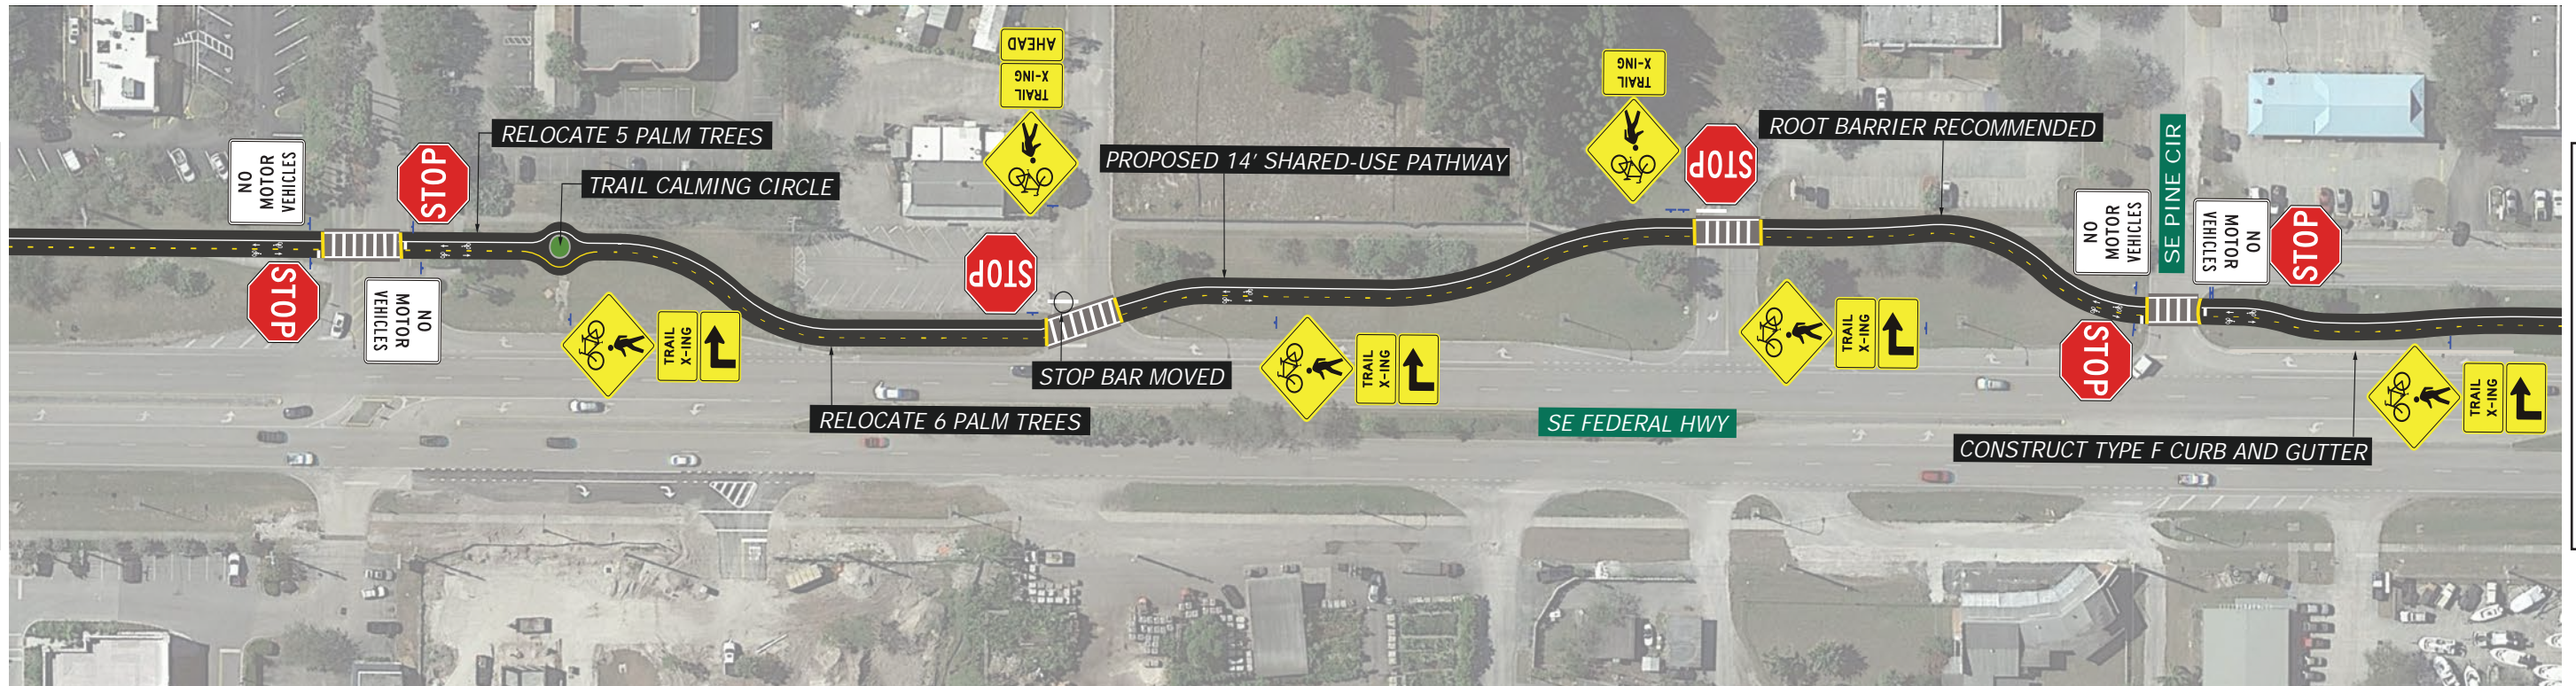 AHEAD
TRAIL
X-ING
TRAIL
X-ING
RELOCATE 5 PALM TREES
ROOT BARRIER RECOMMENDED
PROPOSED 14' SHARED-USE PATHWAY
TRAIL CALMING CIRCLE
NO
MOTOR
VEHICLES
STOP
STOP
NO
MOTOR
VEHICLES
STOP
STOP
NO
MOTOR
VEHICLES
SE PINE CIR
NO
MOTOR
VEHICLES
STOP
STOP
TRAIL
X-ING
TRAIL
X-ING
TRAIL
X-ING
TRAIL
X-ING
STOP BAR MOVED
RELOCATE 6 PALM TREES
SE FEDERAL HWY
CONSTRUCT TYPE F CURB AND GUTTER